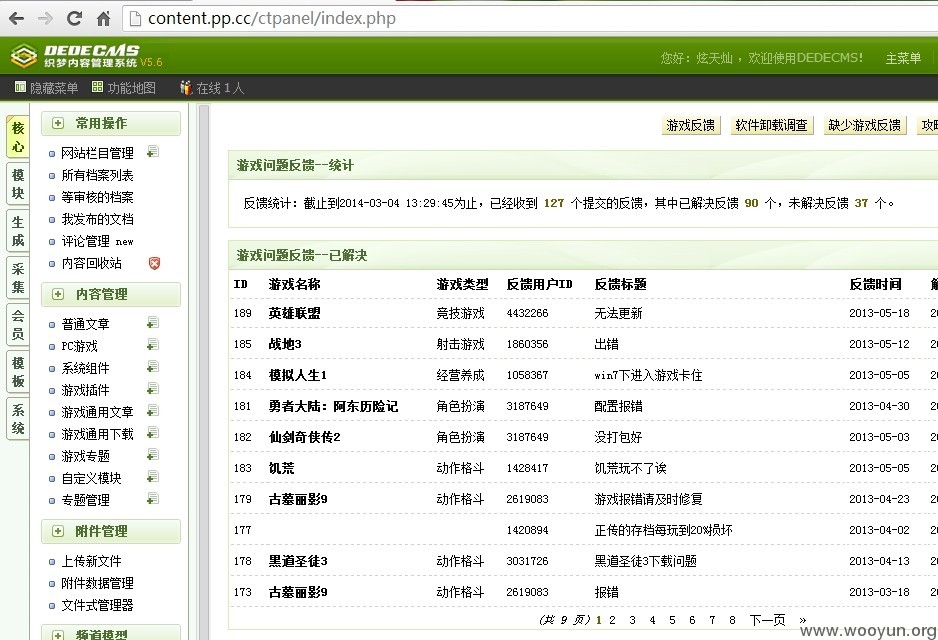 content.pp.cc/ctpanel/index.php
DEDECMS
织梦内容管理系统 V5.6
您好：炫天灿 ，欢迎使用DEDECMS!
主菜单
隐藏菜单 功能地图 在线 1 人
核心
模块
生成
采集
会员
模板
系统
常用操作
网站栏目管理
所有档案列表
等审核的档案
我发布的文档
评论管理 new
内容回收站
内容管理
普通文章
PC游戏
系统组件
游戏插件
游戏通用文章
游戏通用下载
游戏专题
自定义模块
专题管理
附件管理
上传新文件
附件数据管理
文件式管理器
频道模型
游戏反馈 软件卸载调查 缺少游戏反馈 攻略
游戏问题反馈--统计
反馈统计：截止到2014-03-04 13:29:45为止，已经收到 127 个提交的反馈，其中已解决反馈 90 个，未解决反馈 37 个。
游戏问题反馈--已解决
ID 游戏名称 游戏类型 反馈用户ID 反馈标题 反馈时间 解
189 英雄联盟 竞技游戏 4432266 无法更新 2013-05-18 20
185 战地3 射击游戏 1860356 出错 2013-05-12 20
184 模拟人生1 经营养成 1058367 win7下进入游戏卡住 2013-05-05 20
181 勇者大陆：阿东历险记 角色扮演 3187649 配置报错 2013-04-30 20
182 仙剑奇侠传2 角色扮演 3187649 没打包好 2013-05-03 20
183 饥荒 动作格斗 1428417 饥荒玩不了诶 2013-05-05 20
179 古墓丽影9 动作格斗 2619083 游戏报错请及时修复 2013-04-23 20
177 1420894 正传的存档每玩到20%损坏 2013-04-02 20
178 黑道圣徒3 动作格斗 3031726 黑道圣徒3下载问题 2013-04-13 20
173 古墓丽影9 动作格斗 2619083 报错 2013-03-18 20
(共 9 页) 1 2 3 4 5 6 7 8 下一页 »
www.wooyun.org